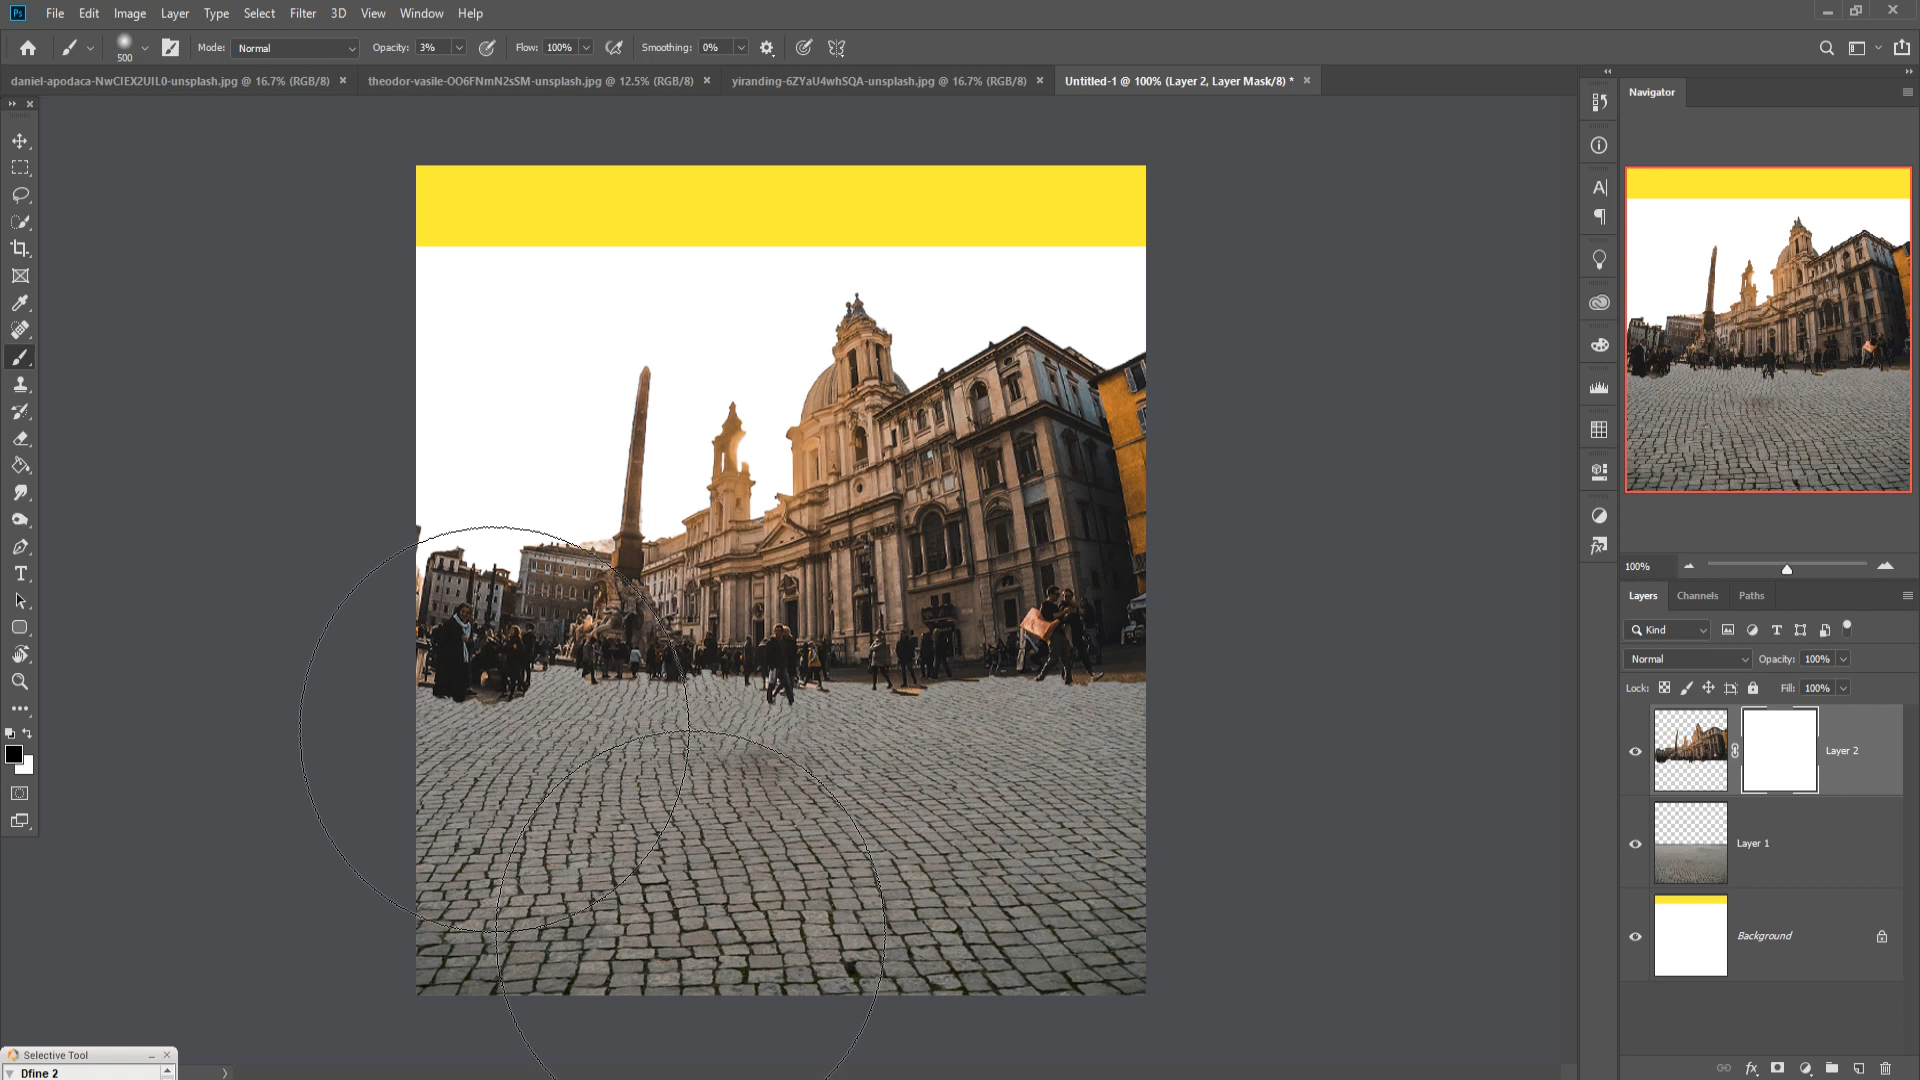 Ps File Edit Image Layer Type Select Filter 3D View Window Help
500 Mode: Normal Opacity: 3% Flow: 100% Smoothing: 0%
daniel-apodaca-NwCIEX2UIL0-unsplash.jpg @ 16.7% (RGB/8) × theodor-vasile-OO6FNmN2sSM-unsplash.jpg @ 12.5% (RGB/8) × yiranding-6ZYaU4whSQA-unsplash.jpg @ 16.7% (RGB/8) × Untitled-1 @ 100% (Layer 2, Layer Mask/8) * ×
Navigator
100%
Layers Channels Paths
Kind
Normal Opacity: 100%
Lock: Fill: 100%
Layer 2
Layer 1
Background
Selective Tool
Dfine 2